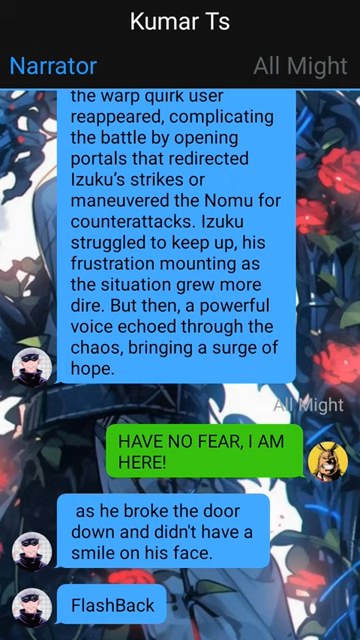 Kumar Ts
Narrator
All Might
the warp quirk user
reappeared, complicating
the battle by opening
portals that redirected
Izuku’s strikes or
maneuvered the Nomu for
counterattacks. Izuku
struggled to keep up, his
frustration mounting as
the situation grew more
dire. But then, a powerful
voice echoed through the
chaos, bringing a surge of
hope.
All Might
HAVE NO FEAR, I AM
HERE!
as he broke the door
down and didn't have a
smile on his face.
FlashBack